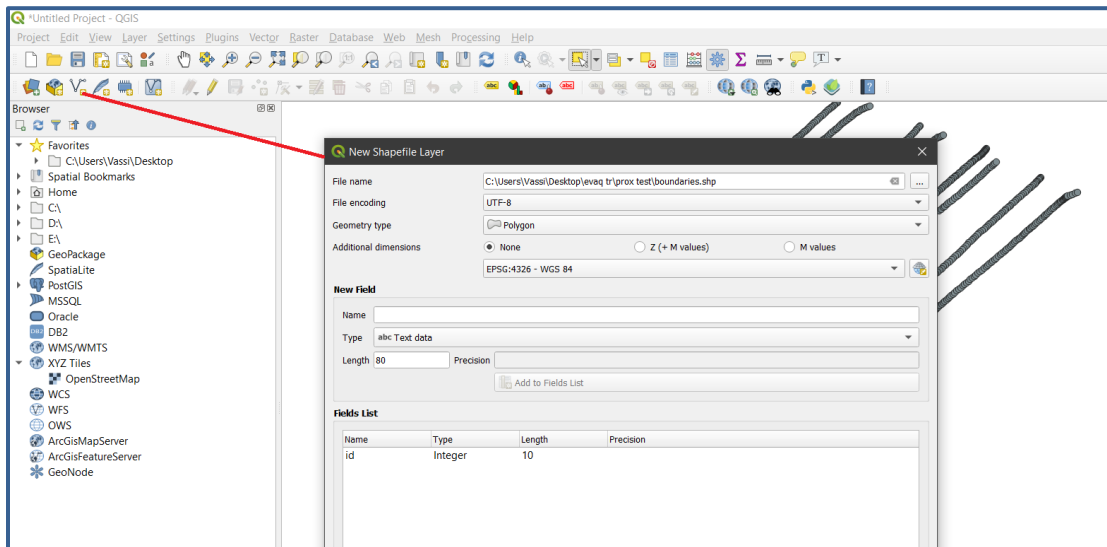 *Untitled Project - QGIS
Project Edit View Layer Settings Plugins Vector Raster Database Web Mesh Processing Help
Browser
Favorites
C:\Users\Vassi\Desktop
Spatial Bookmarks
Home
C:\
D:\
E:\
GeoPackage
SpatiaLite
PostGIS
MSSQL
Oracle
DB2
WMS/WMTS
XYZ Tiles
OpenStreetMap
WCS
WFS
OWS
ArcGisMapServer
ArcGisFeatureServer
GeoNode
New Shapefile Layer
File name C:\Users\Vassi\Desktop\evaq tr\prox test\boundaries.shp ...
File encoding UTF-8
Geometry type Polygon
Additional dimensions None Z (+ M values) M values
EPSG:4326 - WGS 84
New Field
Name
Type abc Text data
Length 80 Precision
Add to Fields List
Fields List
Name Type Length Precision
id Integer 10